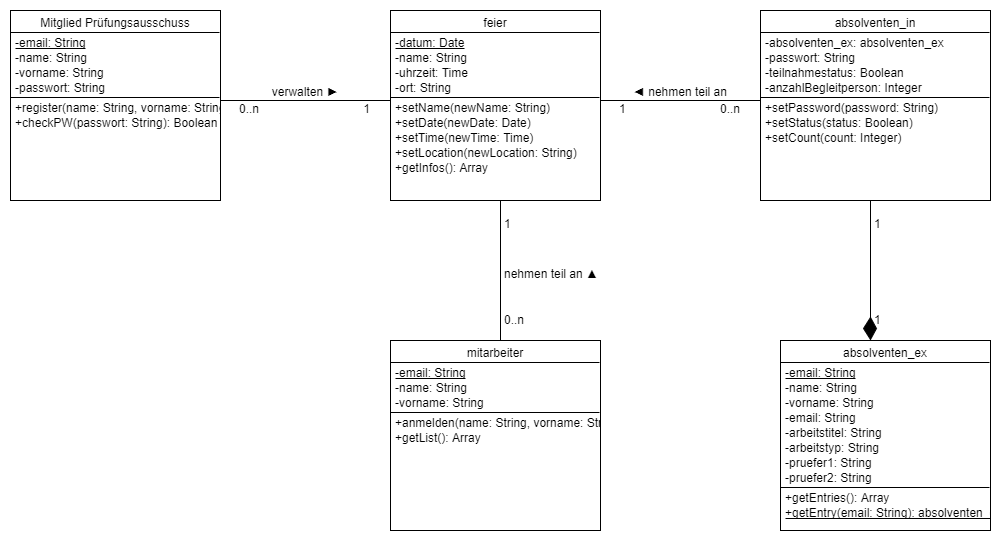 Mitglied Prüfungsausschuss
-email: String
-name: String
-vorname: String
-passwort: String
+register(name: String, vorname: Strin
+checkPW(passwort: String): Boolean
verwalten ►
0..n
1
feier
-datum: Date
-name: String
-uhrzeit: Time
-ort: String
+setName(newName: String)
+setDate(newDate: Date)
+setTime(newTime: Time)
+setLocation(newLocation: String)
+getInfos(): Array
◄ nehmen teil an
1
0..n
absolventen_in
-absolventen_ex: absolventen_ex
-passwort: String
-teilnahmestatus: Boolean
-anzahlBegleitperson: Integer
+setPassword(password: String)
+setStatus(status: Boolean)
+setCount(count: Integer)
1
nehmen teil an ▲
0..n
1
1
mitarbeiter
-email: String
-name: String
-vorname: String
+anmelden(name: String, vorname: Str
+getList(): Array
absolventen_ex
-email: String
-name: String
-vorname: String
-email: String
-arbeitstitel: String
-arbeitstyp: String
-pruefer1: String
-pruefer2: String
+getEntries(): Array
+getEntry(email: String): absolventen